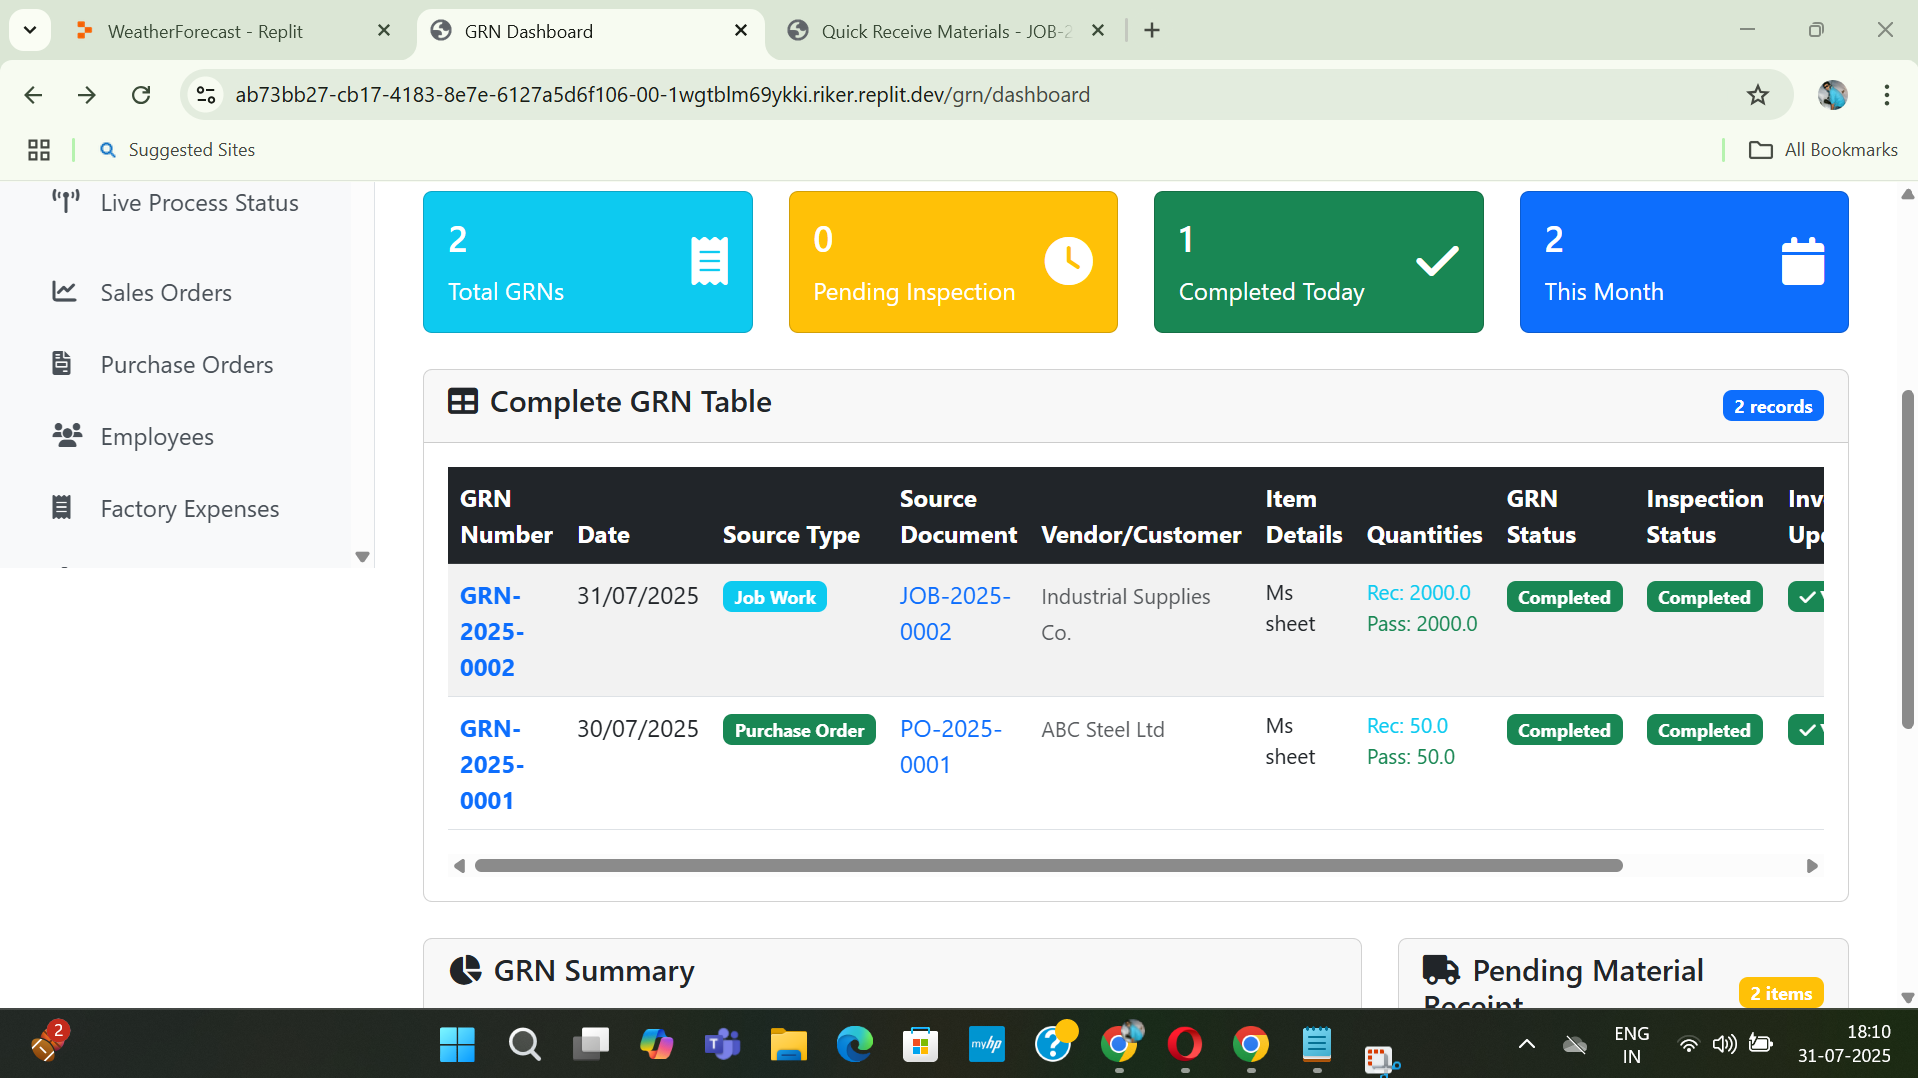 WeatherForecast - Replit
GRN Dashboard
Quick Receive Materials - JOB-2
ab73bb27-cb17-4183-8e7e-6127a5d6f106-00-1wgtblm69ykki.riker.replit.dev/grn/dashboard
Suggested Sites
All Bookmarks
Live Process Status
Sales Orders
Purchase Orders
Employees
Factory Expenses
2
Total GRNs
0
Pending Inspection
1
Completed Today
2
This Month
Complete GRN Table
2 records
GRN Number Date Source Type Source Document Vendor/Customer Item Details Quantities GRN Status Inspection Status Inv Up
GRN-2025-0002 31/07/2025 Job Work JOB-2025-0002 Industrial Supplies Co. Ms sheet Rec: 2000.0 Pass: 2000.0 Completed Completed
GRN-2025-0001 30/07/2025 Purchase Order PO-2025-0001 ABC Steel Ltd Ms sheet Rec: 50.0 Pass: 50.0 Completed Completed
GRN Summary
Pending Material Receipt
2 items
2
myhp
ENG
IN
18:10
31-07-2025